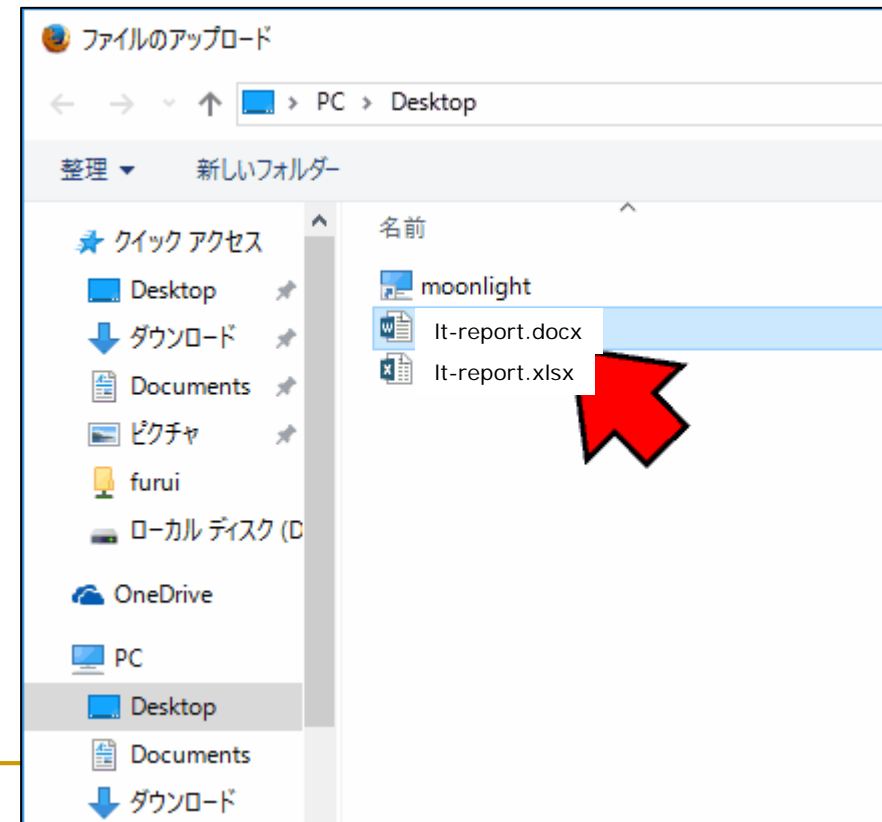 ファイルのアップロード
PC > Desktop
整理 新しいフォルダー
クイック アクセス
Desktop
ダウンロード
Documents
ピクチャ
furui
ローカル ディスク (D
OneDrive
PC
Desktop
Documents
ダウンロード
名前
moonlight
It-report.docx
It-report.xlsx